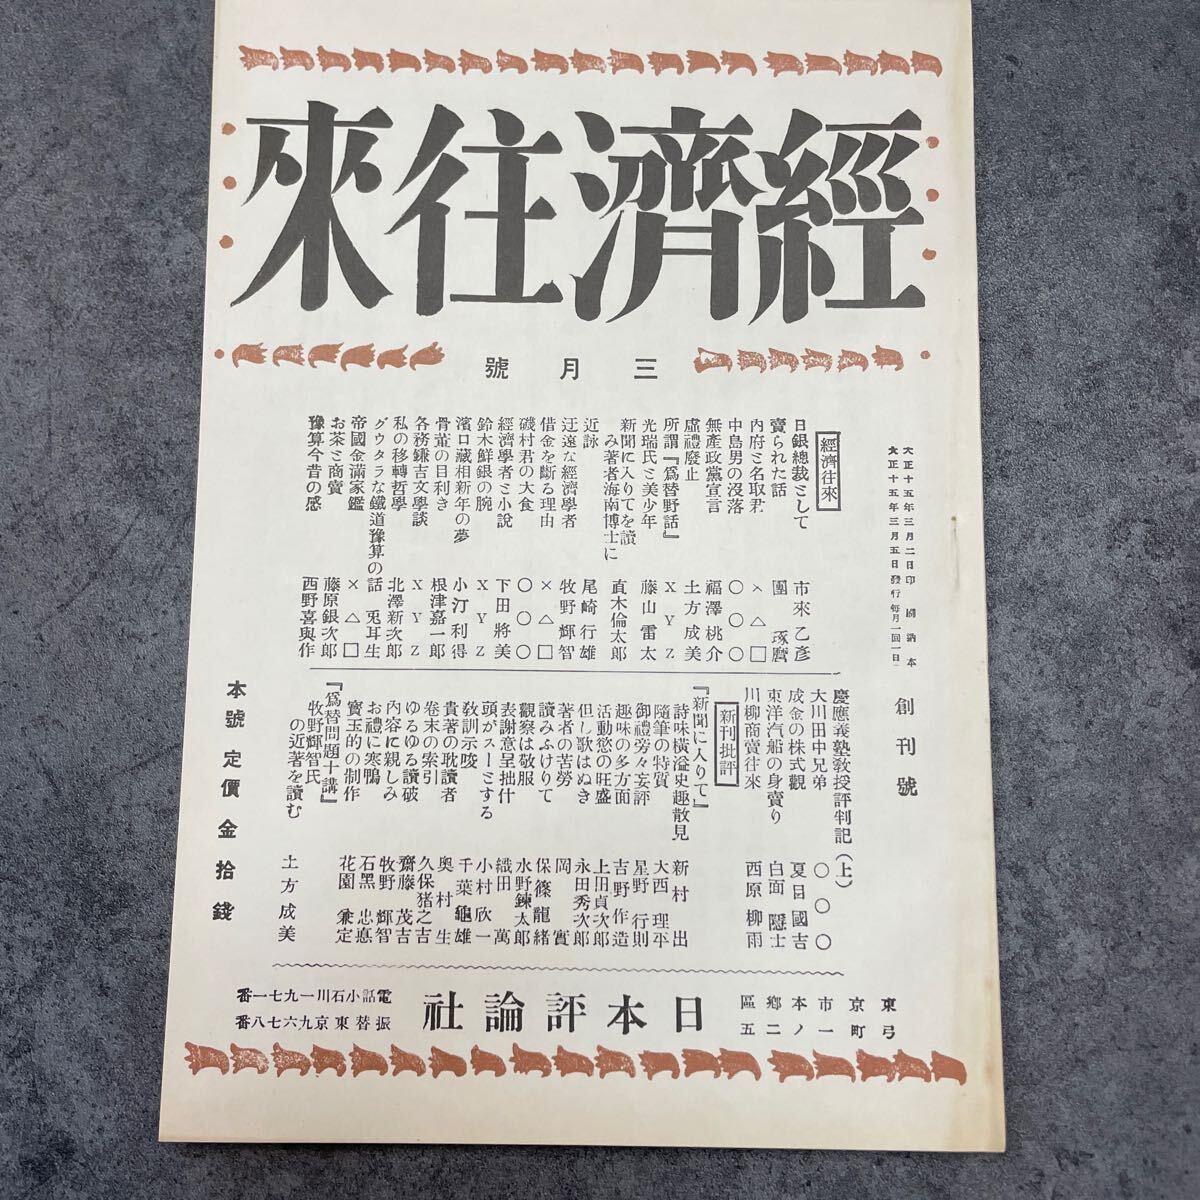 經濟往來
三月號
大正十五年三月二日印刷納本
大正十五年三月五日發行 每月一回一日
創刊號
經濟往來
日銀總裁として 市來乙彦
賣られた話 團琢磨
內府と名取君 ×△□
中島男の沒落 〇〇〇
無產政黨宣言 福澤桃介
虛禮廢止 土方成美
所謂『爲替野話』 XYZ
光瑞氏と美少年 藤山雷太
新聞に入りてを讀み著者海南博士に 直木倫太郎
近詠 尾崎行雄
迂遠な經濟學者 牧野輝智
借金を斷る理由 ×△□
磯村君の大食 〇〇〇
經濟學者と小說 下田將美
鈴木鮮銀の腕 XYZ
濱口藏相新年の夢 小汀利得
骨董の目利き 根津嘉一郎
各務鎌吉文學談 XYZ
私の移轉哲學 北澤新次郎
グウタラな鐵道豫算の話 兎耳生
帝國金滿家鑑 ×△□
お茶と商賣 藤原銀次郎
豫算今昔の感 西野喜與作
慶應義塾敎授評判記(上) 〇〇〇
大川田中兄弟
成金の株式觀 夏目國吉
東洋汽船の身賣り 白面隱士
川柳商賣往來 西原柳雨
新刊批評
『新聞に入りて』
詩味橫溢史趣散見 新村出
隨筆の特質 大西理平
御禮旁々妄評 星野行則
趣味の多方面 吉野作造
活動慾の旺盛 上田貞次郎
但し歌はぬき 永田秀次郎
著者の苦勞 岡實
讀みふけりて 保篠龍緒
觀察は敬服 水野鍊太郎
表謝意呈拙什 織田萬
頭がスーとする 小村欣一
敎訓示唆 千葉龜雄
貴著の耽讀者 奧村生
卷末の索引 久保猪之吉
ゆるゆる讀破 齋藤茂吉
內容に親しみ 牧野輝智
お禮に寒鴨 石黑忠悳
寶玉的の制作 花園兼定
『爲替問題十講』
牧野輝智氏の近著を讀む 土方成美
本號定價金拾錢
東京市本鄕區
弓町一ノ二五
日本評論社
電話小石川一九七一番
振替東京九六七八番